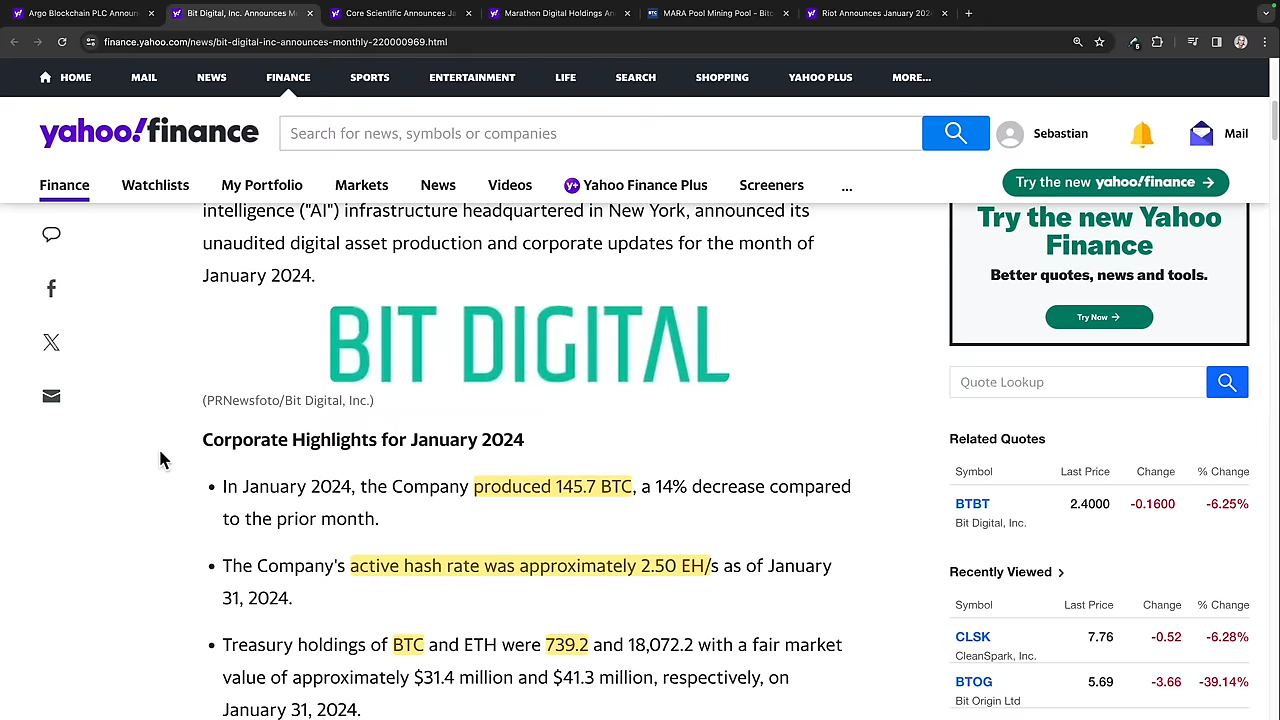 Argo Blockchain PLC Announ
Bit Digital, Inc. Announces M
Core Scientific Announces Ja
Marathon Digital Holdings An
MARA Pool Mining Pool - Bitc
Riot Announces January 202
finance.yahoo.com/news/bit-digital-inc-announces-monthly-220000969.html
HOME MAIL NEWS FINANCE SPORTS ENTERTAINMENT LIFE SEARCH SHOPPING YAHOO PLUS MORE...
yahoo!finance
Search for news, symbols or companies
Sebastian
Mail
Finance Watchlists My Portfolio Markets News Videos Yahoo Finance Plus Screeners ...
Try the new yahoo!finance →
intelligence ("AI") infrastructure headquartered in New York, announced its
unaudited digital asset production and corporate updates for the month of
January 2024.
BIT DIGITAL
(PRNewsfoto/Bit Digital, Inc.)
Corporate Highlights for January 2024
• In January 2024, the Company produced 145.7 BTC, a 14% decrease compared
to the prior month.
• The Company's active hash rate was approximately 2.50 EH/s as of January
31, 2024.
• Treasury holdings of BTC and ETH were 739.2 and 18,072.2 with a fair market
value of approximately $31.4 million and $41.3 million, respectively, on
January 31, 2024.
Try the new Yahoo
Finance
Better quotes, news and tools.
Try Now →
Quote Lookup
Related Quotes
Symbol Last Price Change % Change
BTBT 2.4000 -0.1600 -6.25%
Bit Digital, Inc.
Recently Viewed >
Symbol Last Price Change % Change
CLSK 7.76 -0.52 -6.28%
CleanSpark, Inc.
BTOG 5.69 -3.66 -39.14%
Bit Origin Ltd